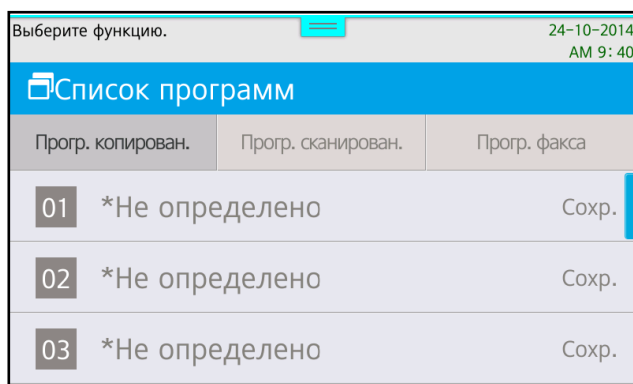 Выберите функцию.
24-10-2014
AM 9:40
Список программ
Прогр. копирован. Прогр. сканирован. Прогр. факса
01 *Не определено Сохр.
02 *Не определено Сохр.
03 *Не определено Сохр.